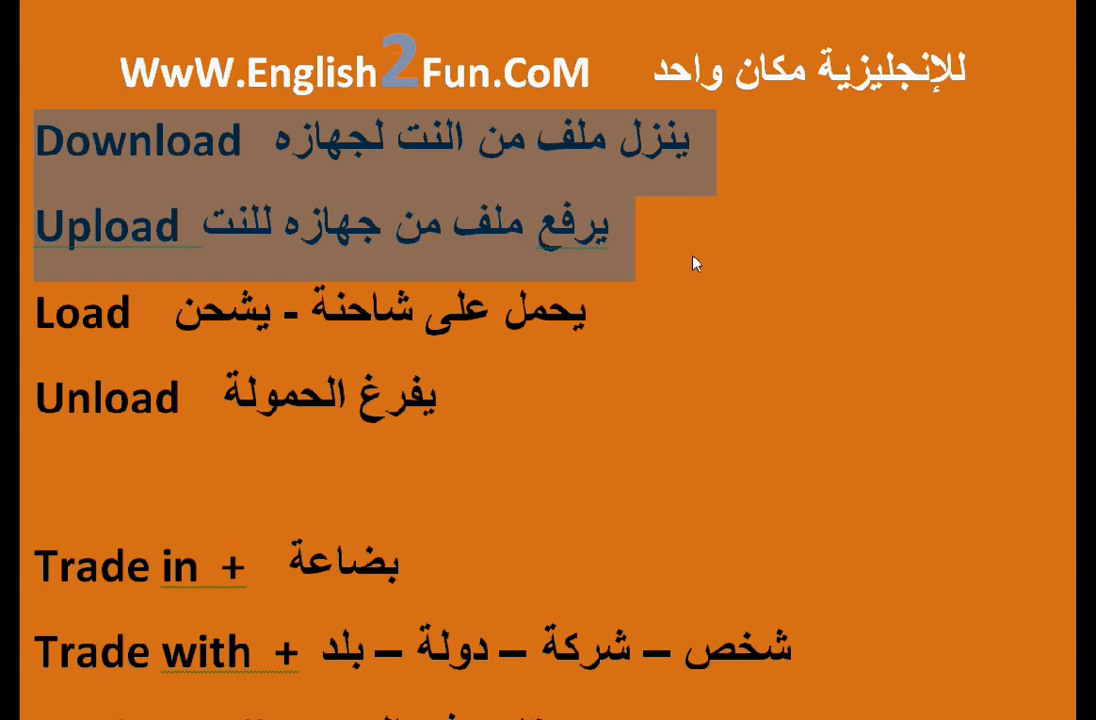 WwW.English2Fun.CoM للإنجليزية مكان واحد
Download ينزل ملف من النت لجهازه
Upload يرفع ملف من جهازه للنت
Load يحمل على شاحنة - يشحن
Unload يفرغ الحمولة
Trade in + بضاعة
Trade with + شخص – شركة – دولة – بلد